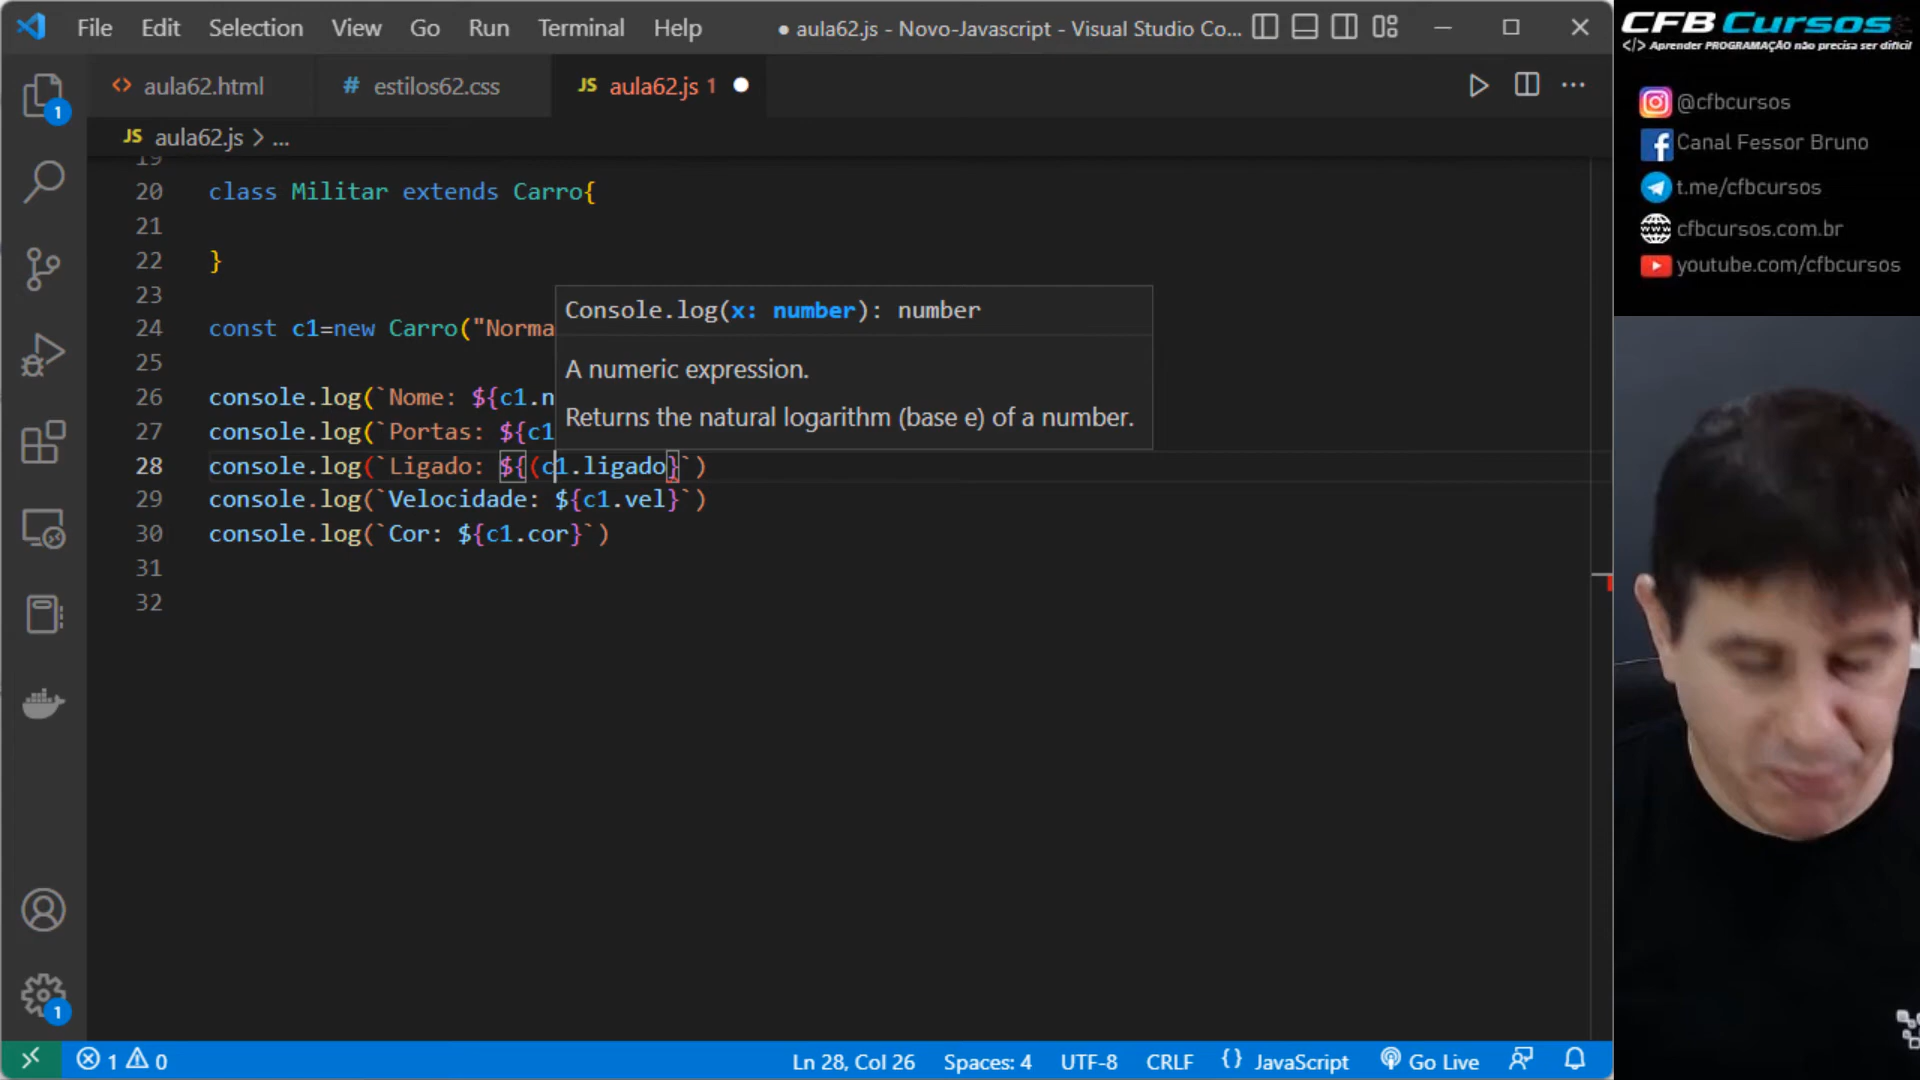 File Edit Selection View Go Run Terminal Help
● aula62.js - Novo-Javascript - Visual Studio Co...
CFB Cursos
</> Aprender PROGRAMAÇÃO não precisa ser difícil
@cfbcursos
Canal Fessor Bruno
t.me/cfbcursos
cfbcursos.com.br
youtube.com/cfbcursos
<> aula62.html
# estilos62.css
JS aula62.js 1
JS aula62.js > ...
19
20 class Militar extends Carro{
21
22 }
23
24 const c1=new Carro("Norma
25
26 console.log(`Nome: ${c1.n
27 console.log(`Portas: ${c1
28 console.log(`Ligado: ${(c1.ligado}`)
29 console.log(`Velocidade: ${c1.vel}`)
30 console.log(`Cor: ${c1.cor}`)
31
32
Console.log(x: number): number
A numeric expression.
Returns the natural logarithm (base e) of a number.
1
1
1 0
Ln 28, Col 26 Spaces: 4 UTF-8 CRLF {} JavaScript Go Live